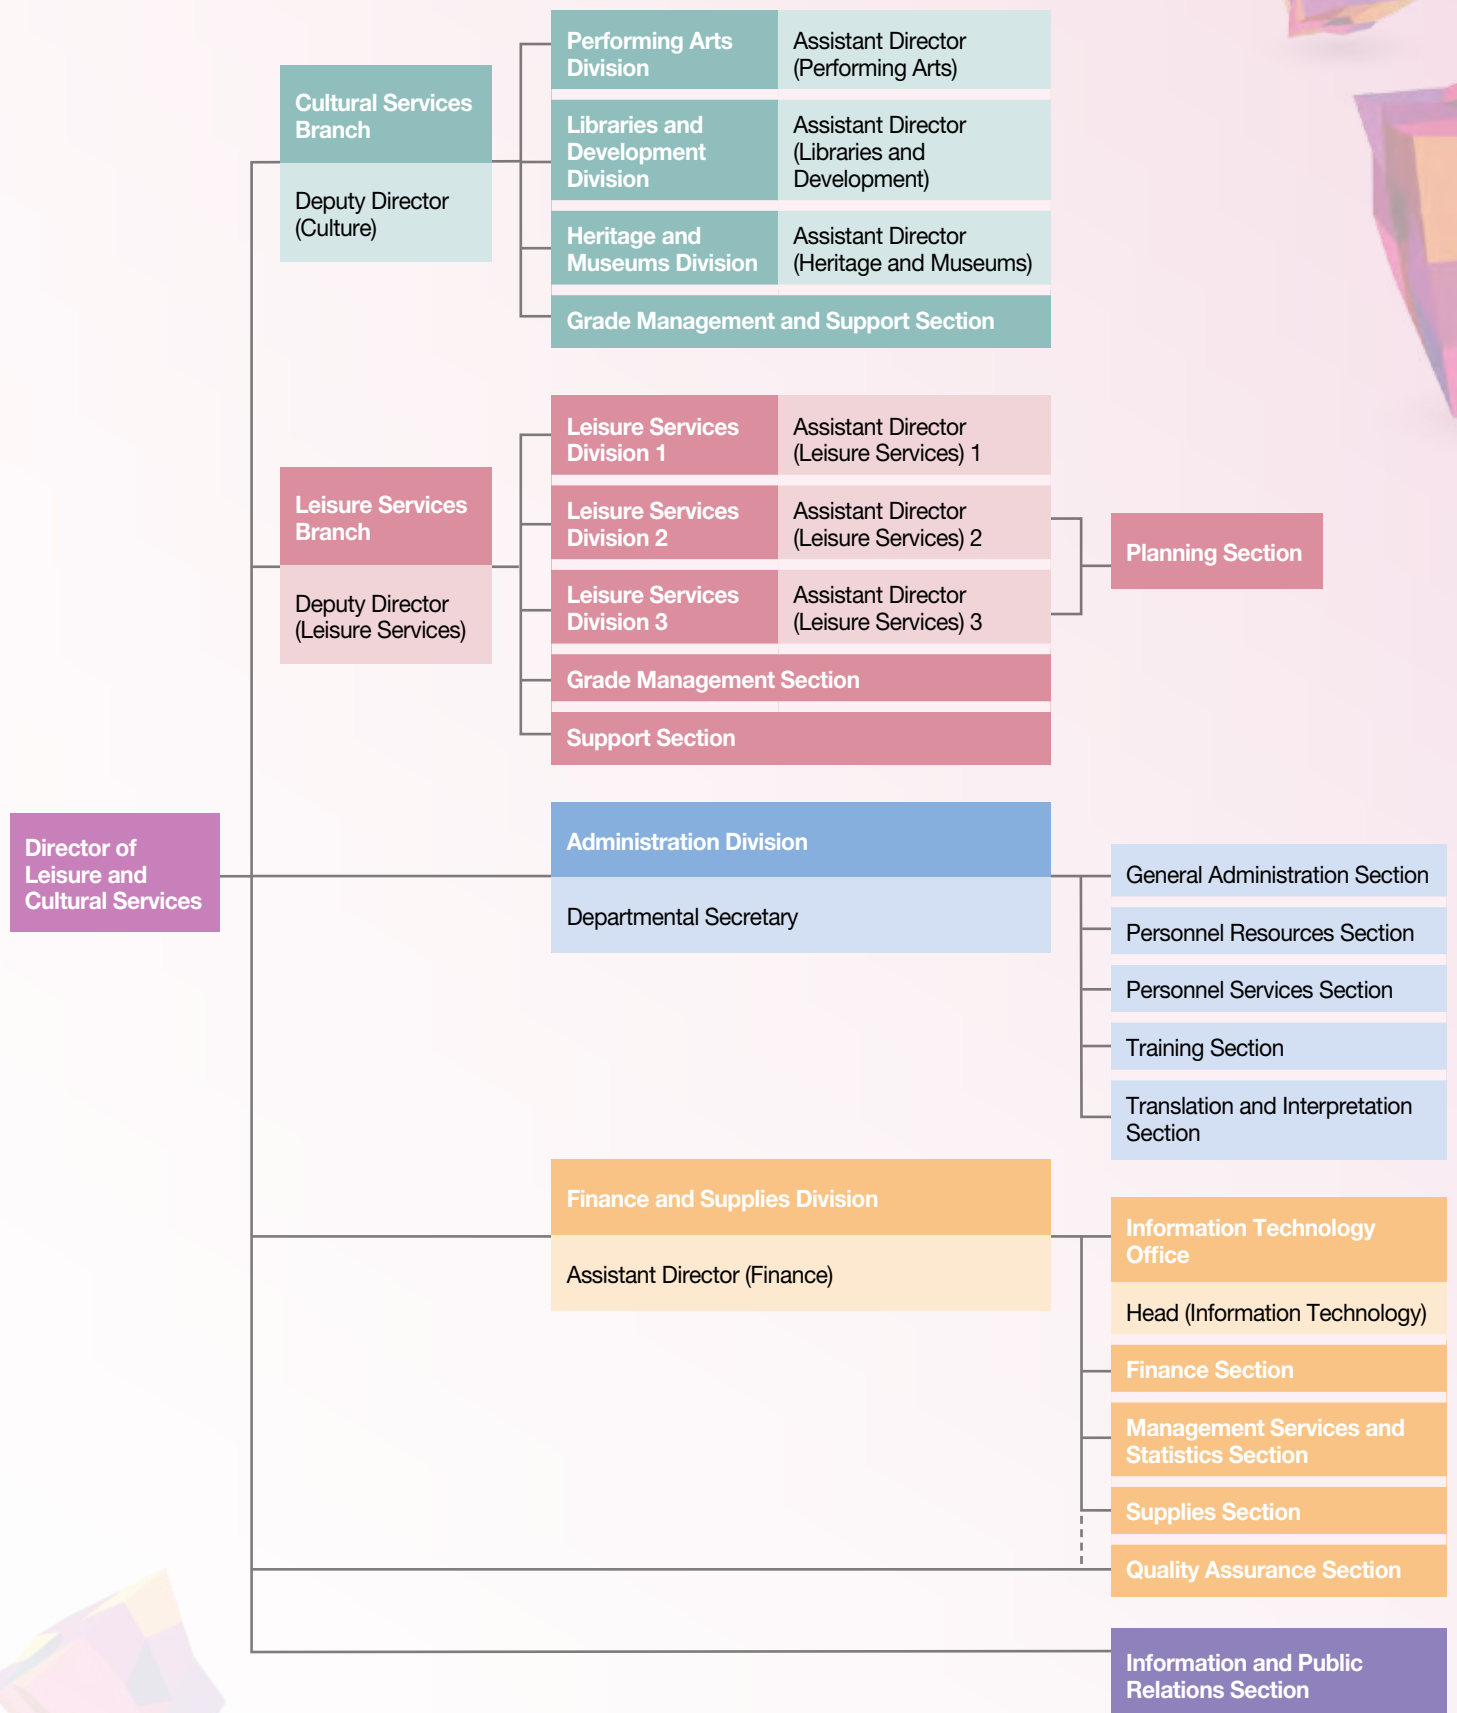 Performing Arts
Division
Assistant Director
(Performing Arts)
Cultural Services
Branch
Deputy Director
(Culture)
Libraries and
Development
Division
Assistant Director
(Libraries and
Development)
Heritage and
Museums Division
Assistant Director
(Heritage and Museums)
Grade Management and Support Section
Leisure Services
Division 1
Assistant Director
(Leisure Services) 1
Leisure Services
Branch
Deputy Director
(Leisure Services)
Leisure Services
Division 2
Assistant Director
(Leisure Services) 2
Planning Section
Leisure Services
Division 3
Assistant Director
(Leisure Services) 3
Grade Management Section
Support Section
Director of
Leisure and
Cultural Services
Administration Division
Departmental Secretary
General Administration Section
Personnel Resources Section
Personnel Services Section
Training Section
Translation and Interpretation
Section
Finance and Supplies Division
Assistant Director (Finance)
Information Technology
Office
Head (Information Technology)
Finance Section
Management Services and
Statistics Section
Supplies Section
Quality Assurance Section
Information and Public
Relations Section